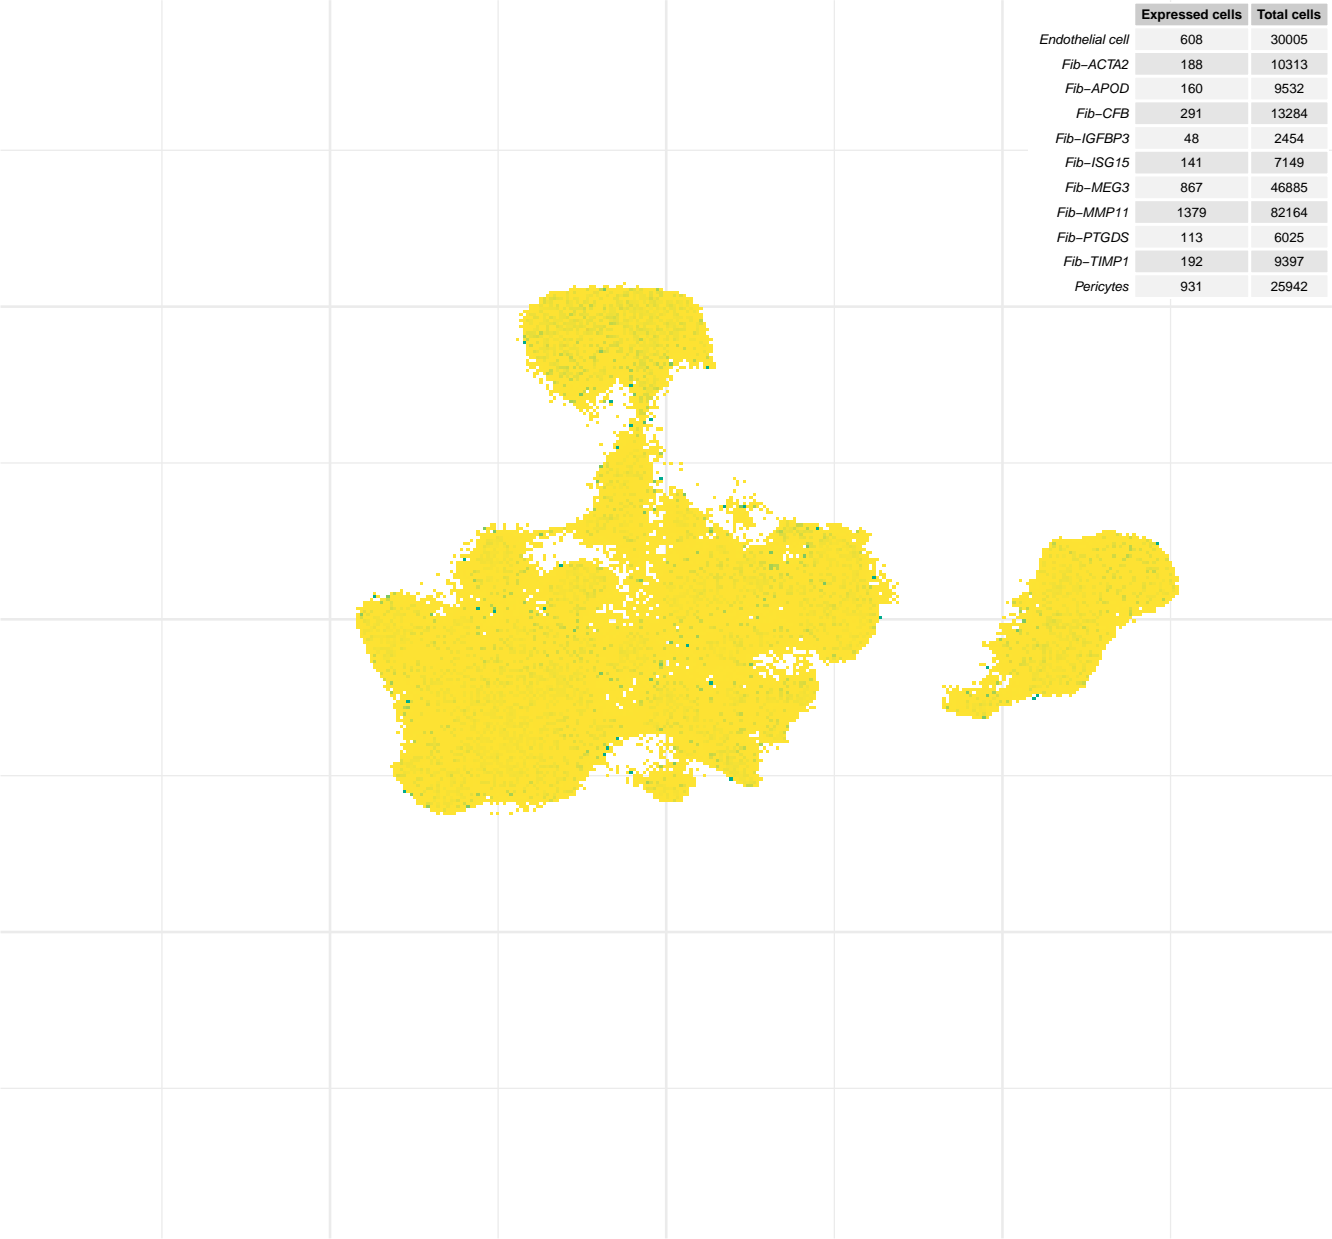 Expressed cells Total cells
Endothelial cell 608 30005
Fib−ACTA2 188 10313
Fib−APOD 160 9532
Fib−CFB 291 13284
Fib−IGFBP3 48 2454
Fib−ISG15 141 7149
Fib−MEG3 867 46885
Fib−MMP11 1379 82164
Fib−PTGDS 113 6025
Fib−TIMP1 192 9397
Pericytes 931 25942